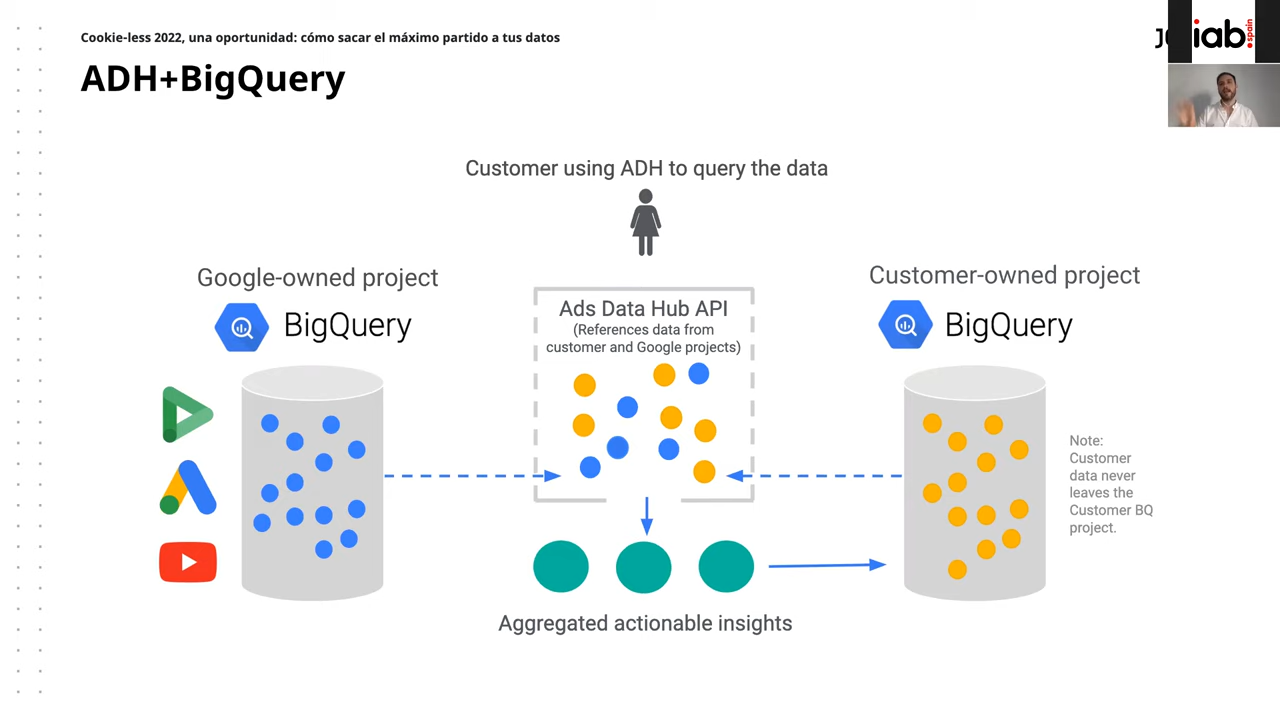 Cookie-less 2022, una oportunidad: cómo sacar el máximo partido a tus datos
ADH+BigQuery
iab
spain
Customer using ADH to query the data
Google-owned project
BigQuery
Ads Data Hub API
(References data from
customer and Google projects)
Customer-owned project
BigQuery
Note:
Customer
data never
leaves the
Customer BQ
project.
Aggregated actionable insights